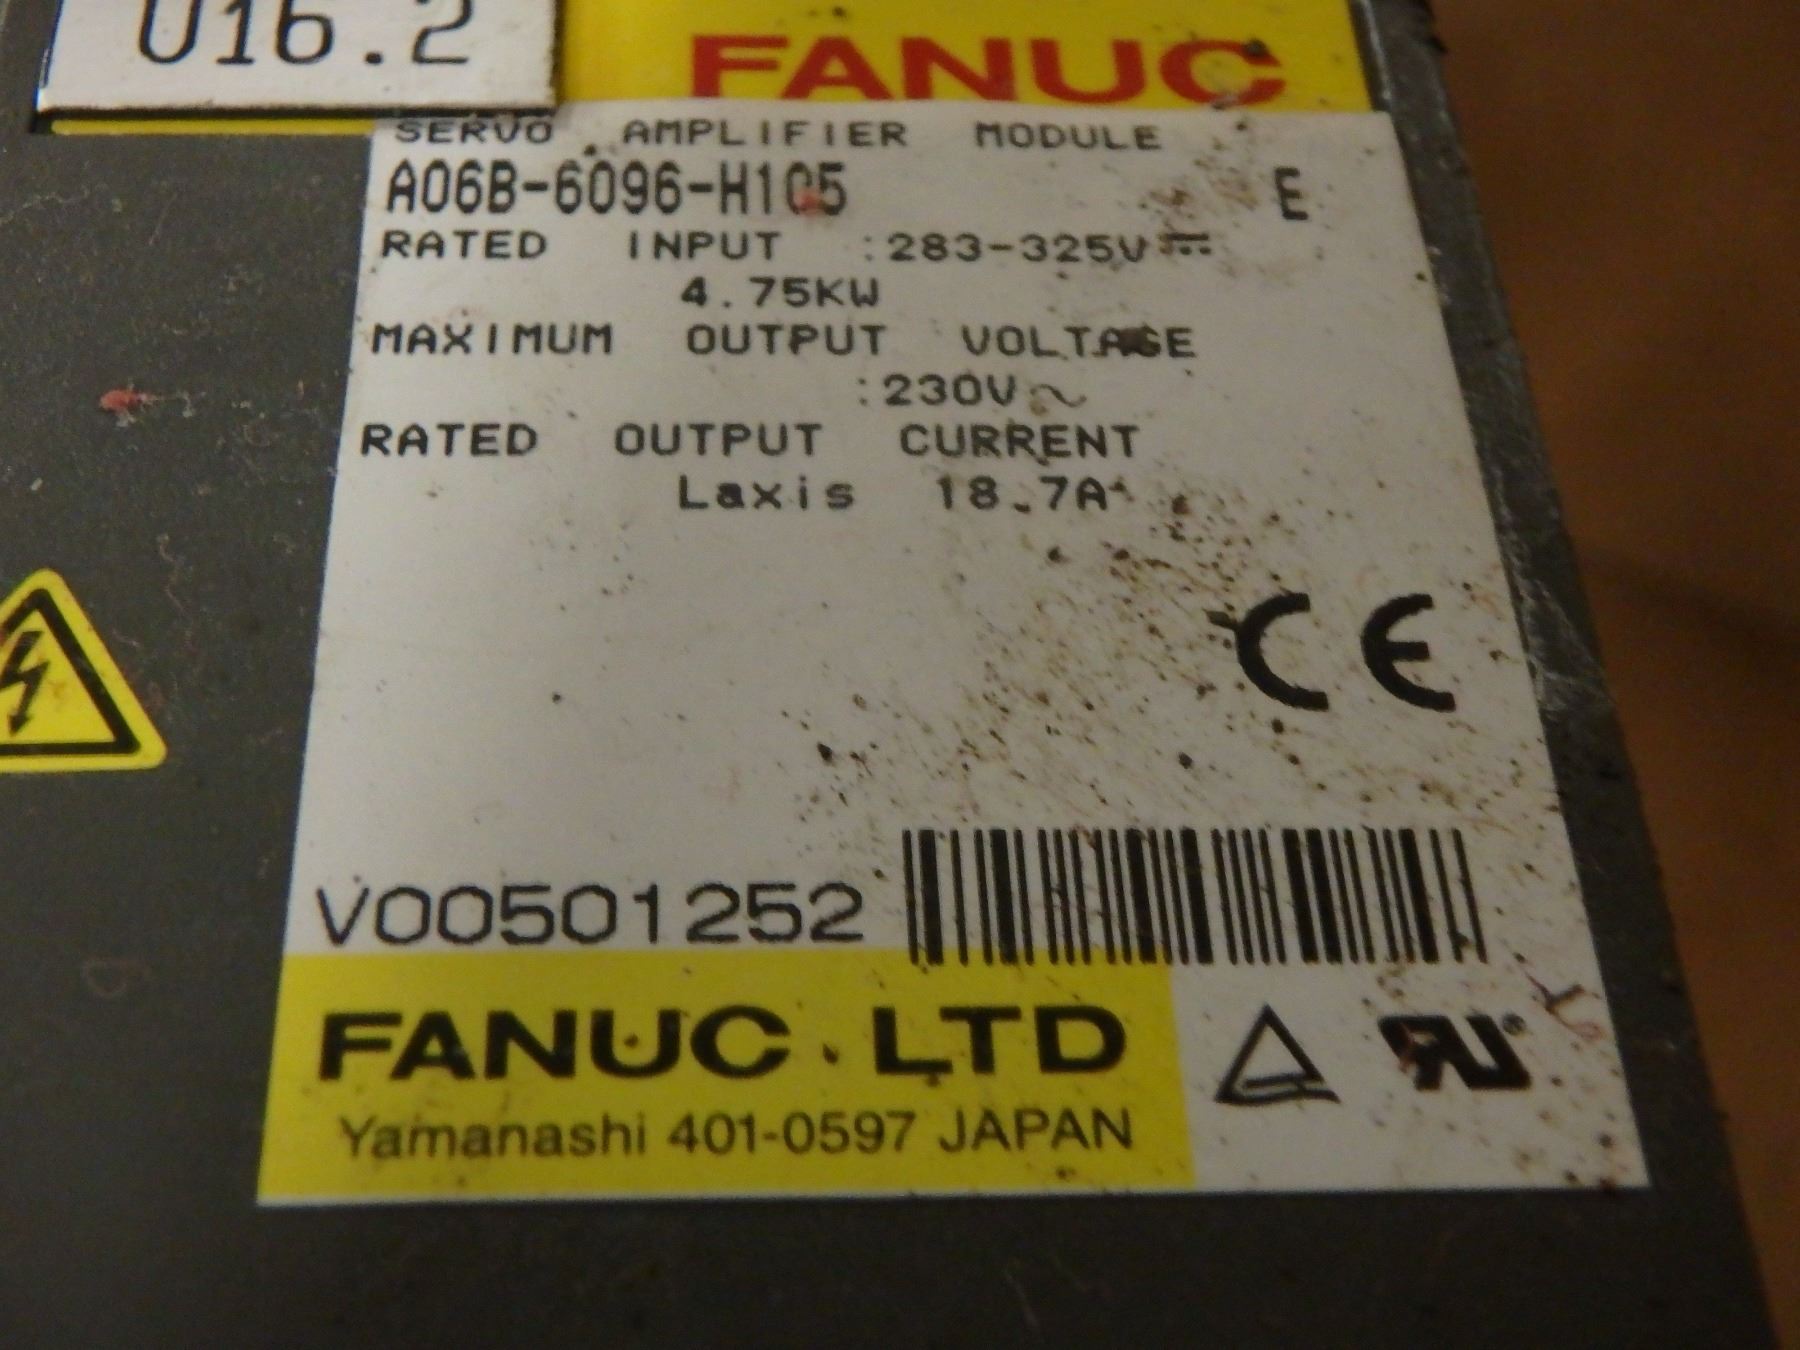 U16.2
FANUC
SERVO AMPLIFIER MODULE
A06B-6096-H105 E
RATED INPUT :283-325V⎓
4.75KW
MAXIMUM OUTPUT VOLTAGE
:230V～
RATED OUTPUT CURRENT
Laxis 18.7A
CE
V00501252
FANUC LTD
Yamanashi 401-0597 JAPAN